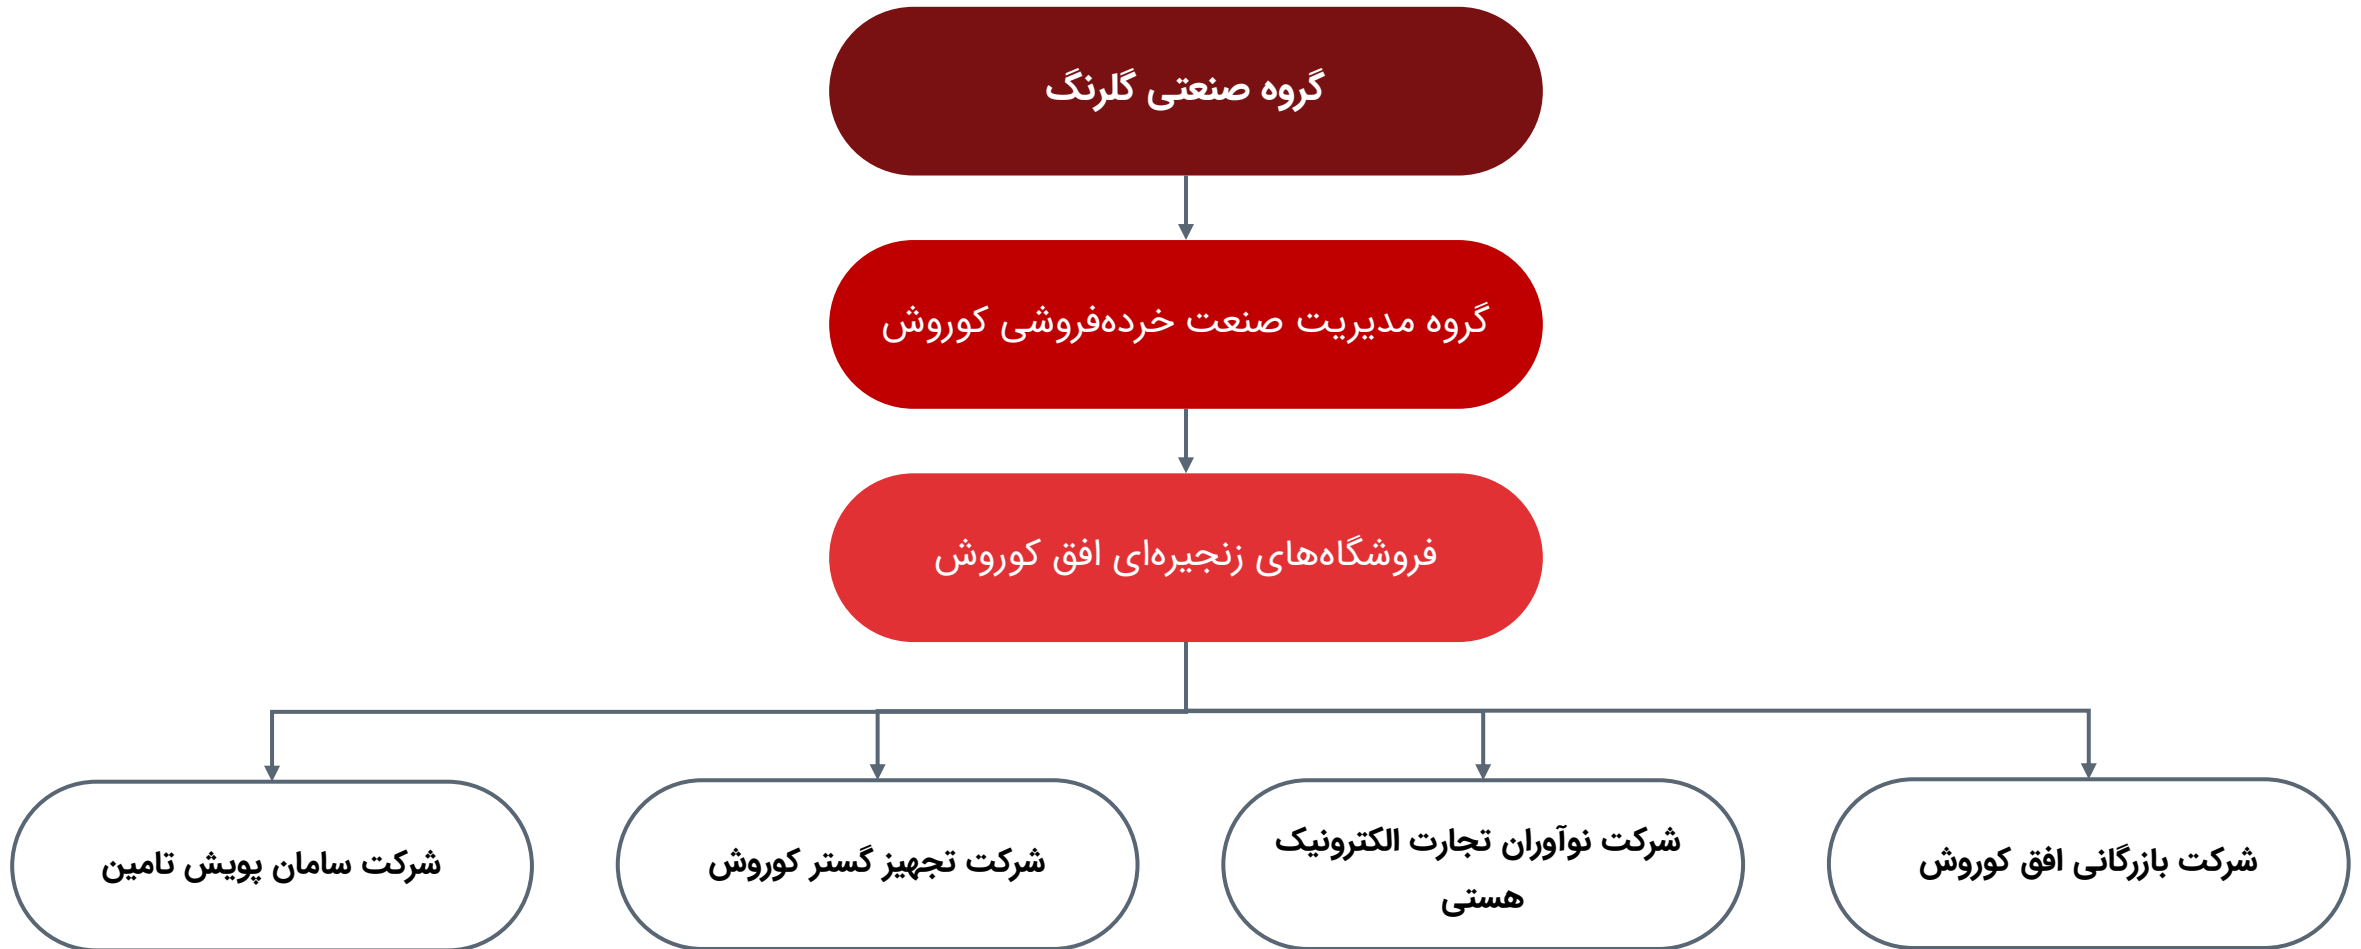 گروه صنعتی گلرنگ
گروه مدیریت صنعت خرده‌فروشی کوروش
فروشگاه‌های زنجیره‌ای افق کوروش
شرکت بازرگانی افق کوروش
شرکت نوآوران تجارت الکترونیک
هستی
شرکت تجهیز گستر کوروش
شرکت سامان پویش تامین